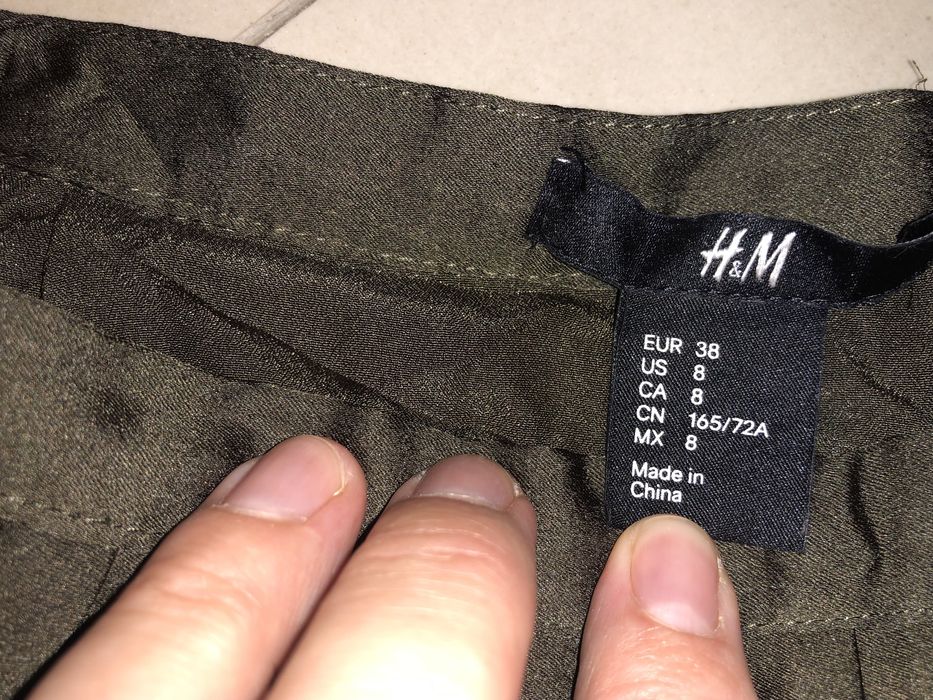 H&M
EUR 38
US 8
CA 8
CN 165/72A
MX 8
Made in
China